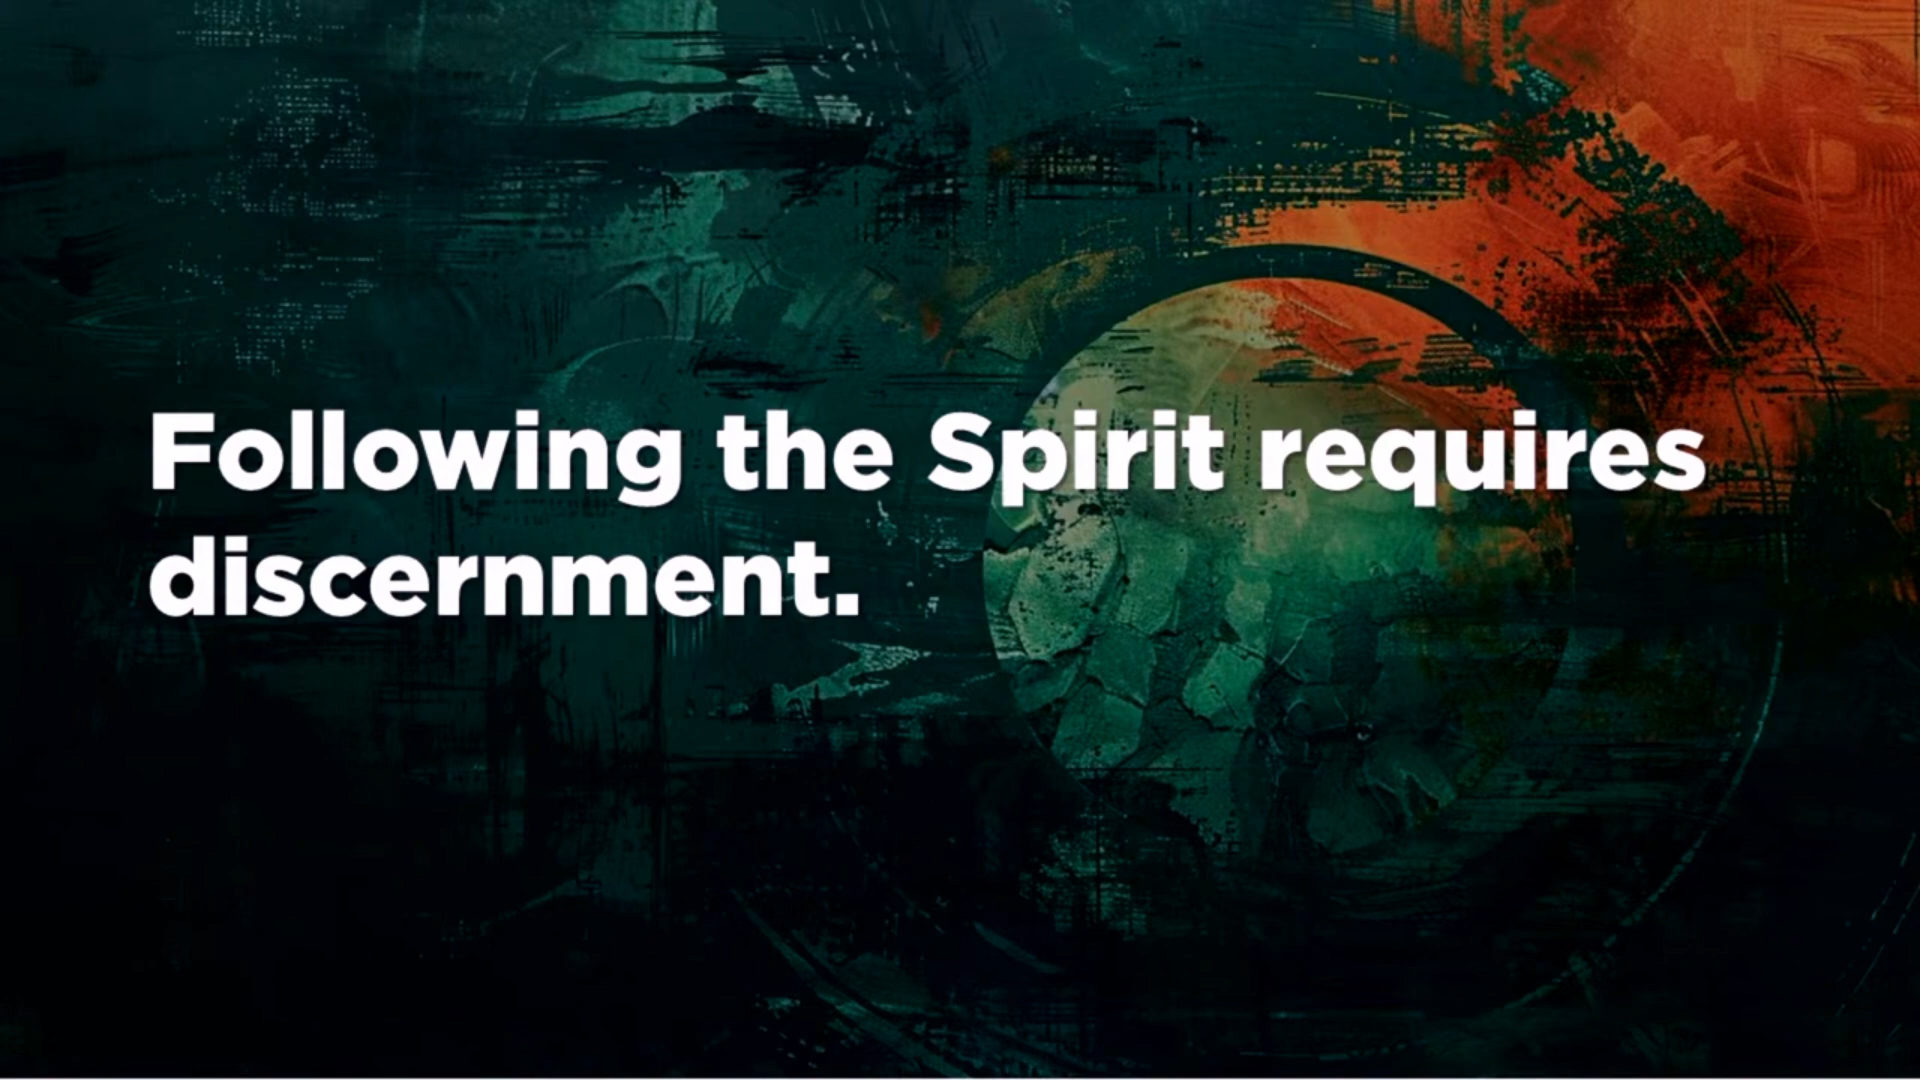 Following the Spirit requires
discernment.